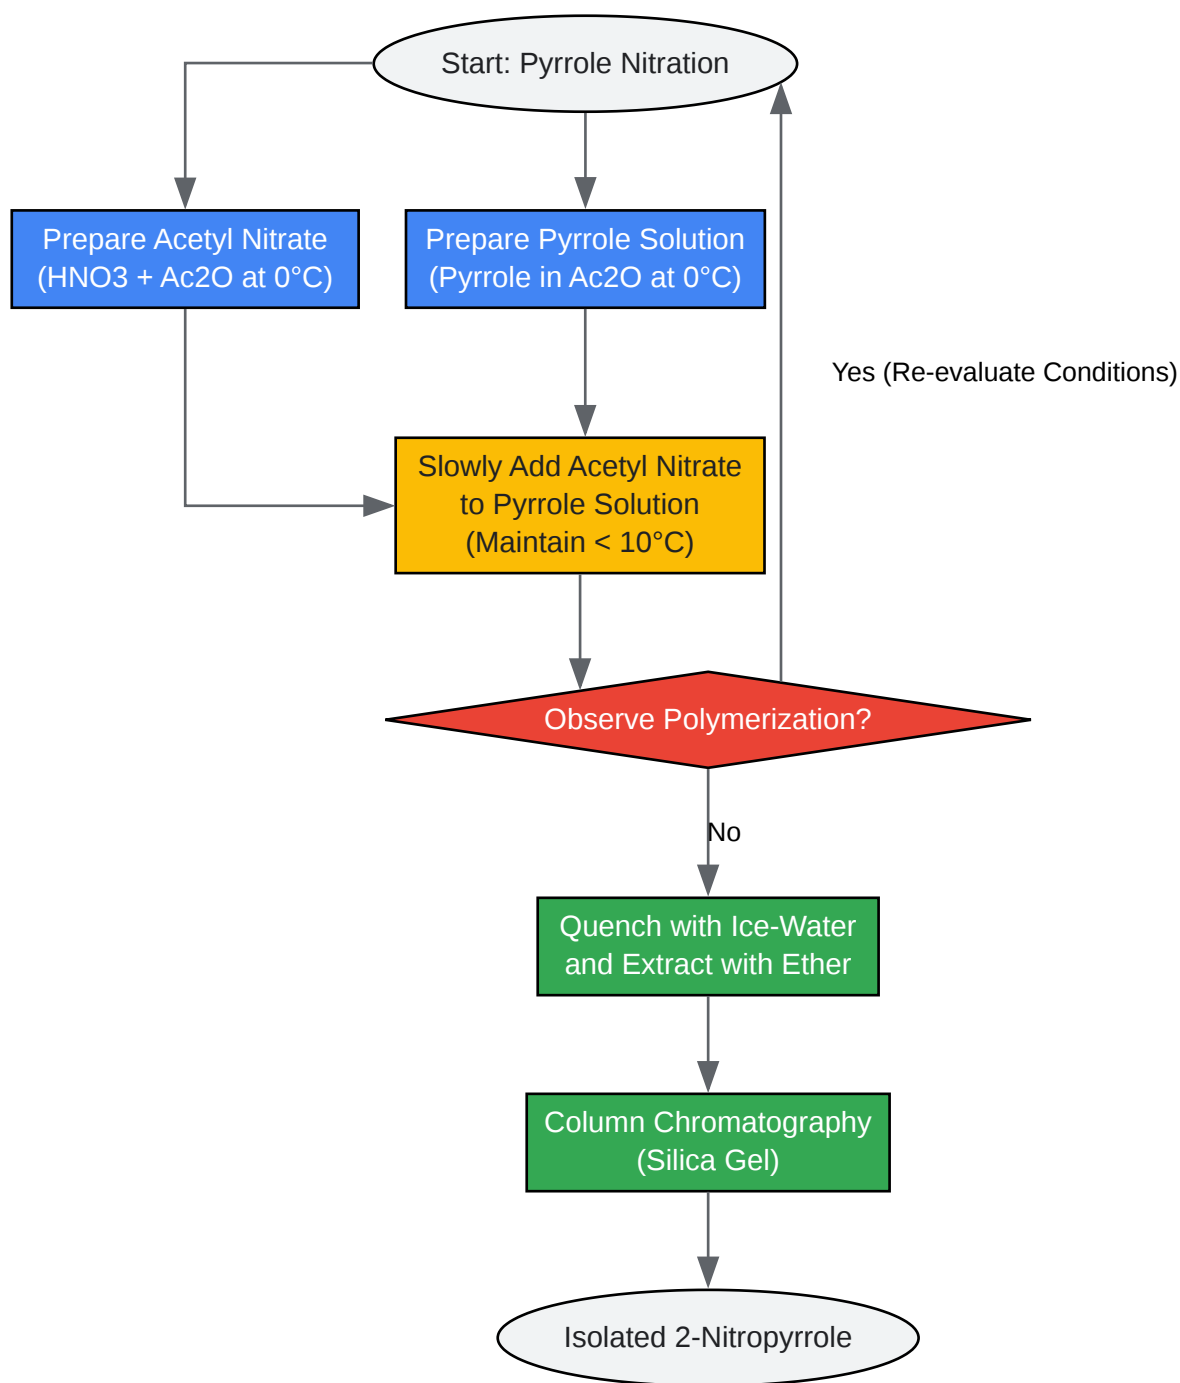 Start: Pyrrole Nitration
Prepare Acetyl Nitrate
(HNO3 + Ac2O at 0°C)
Prepare Pyrrole Solution
(Pyrrole in Ac2O at 0°C)
Yes (Re-evaluate Conditions)
Slowly Add Acetyl Nitrate
to Pyrrole Solution
(Maintain < 10°C)
Observe Polymerization?
No
Quench with Ice-Water
and Extract with Ether
Column Chromatography
(Silica Gel)
Isolated 2-Nitropyrrole